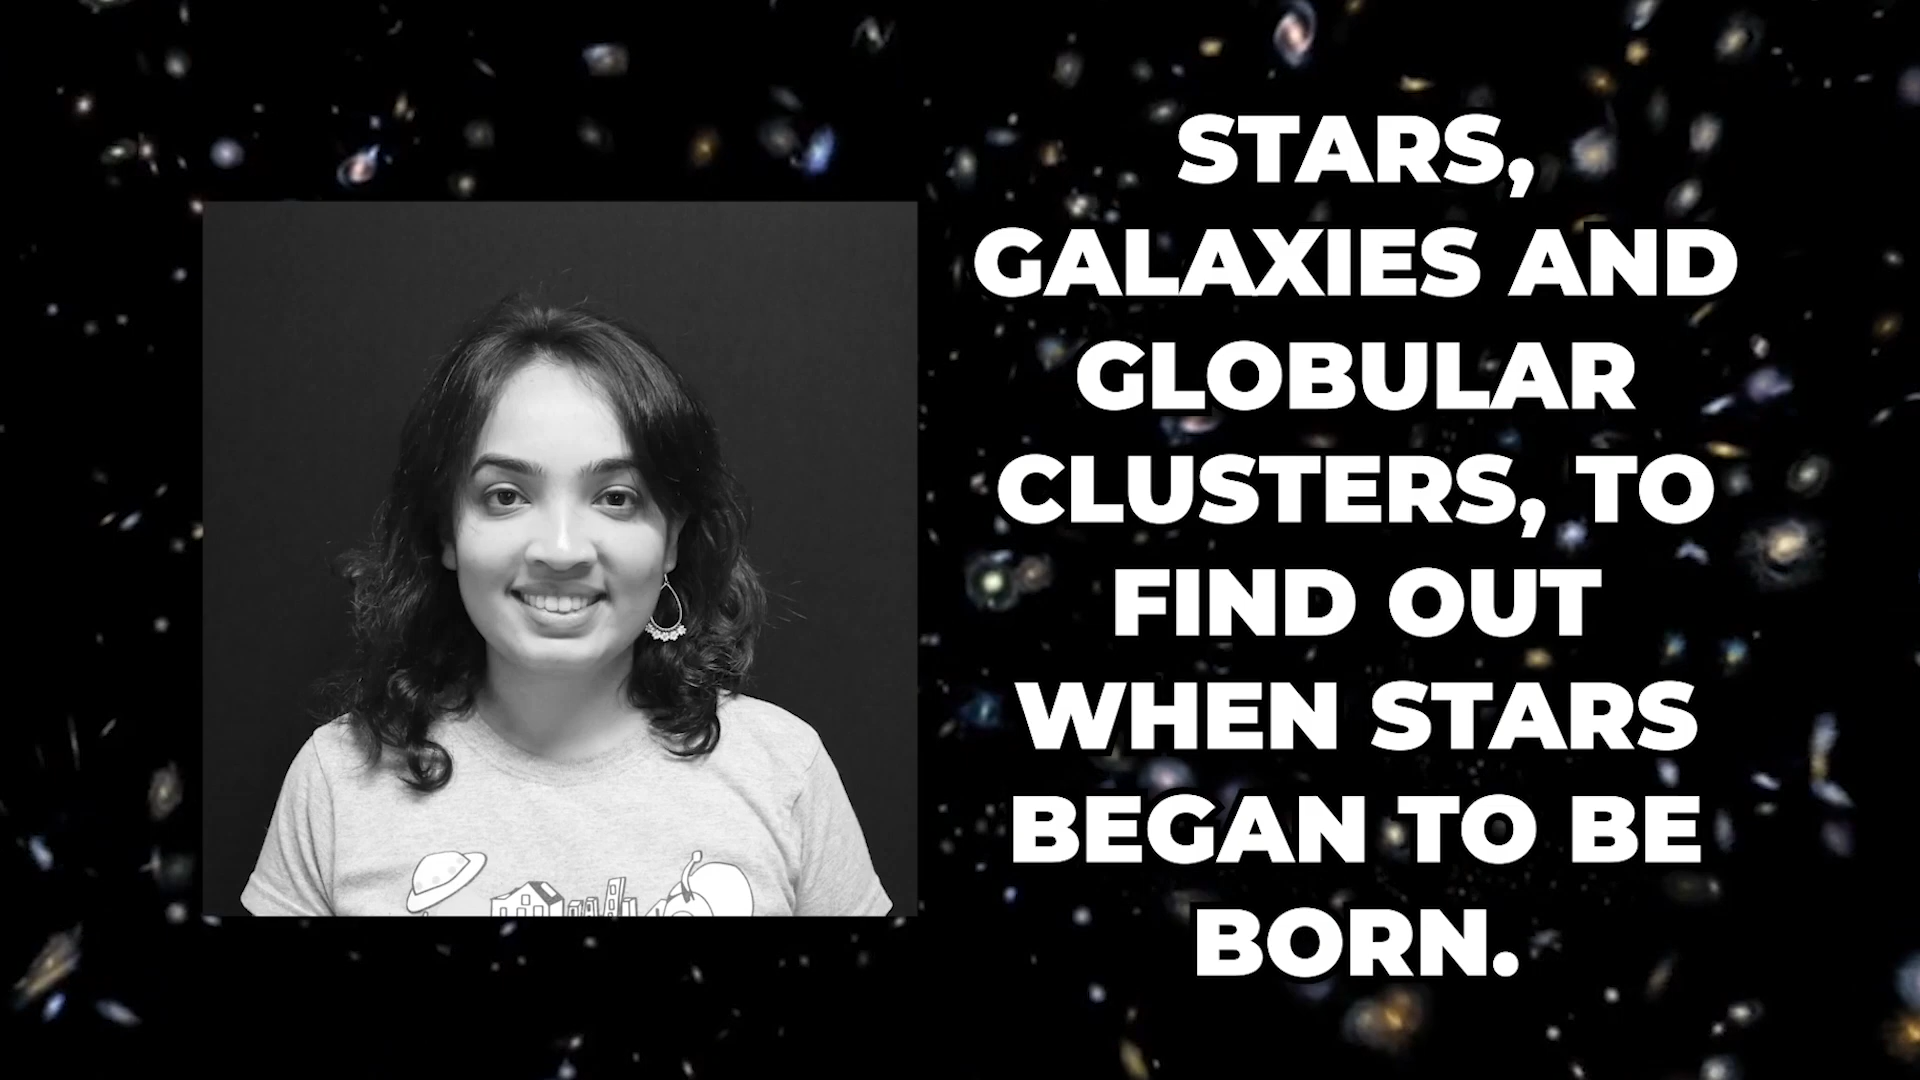 STARS,
GALAXIES AND
GLOBULAR
CLUSTERS, TO
FIND OUT
WHEN STARS
BEGAN TO BE
BORN.